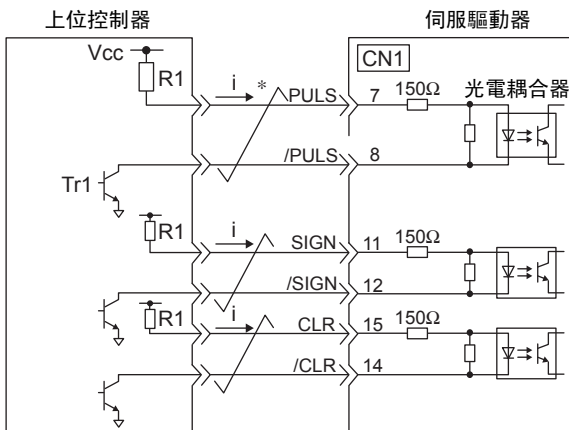 上位控制器
伺服驅動器
Vcc
CN1
R1
i
*
PULS
7
150Ω
光電耦合器
/PULS
8
Tr1
R1
i
SIGN
11
150Ω
/SIGN
12
R1
i
CLR
15
150Ω
/CLR
14